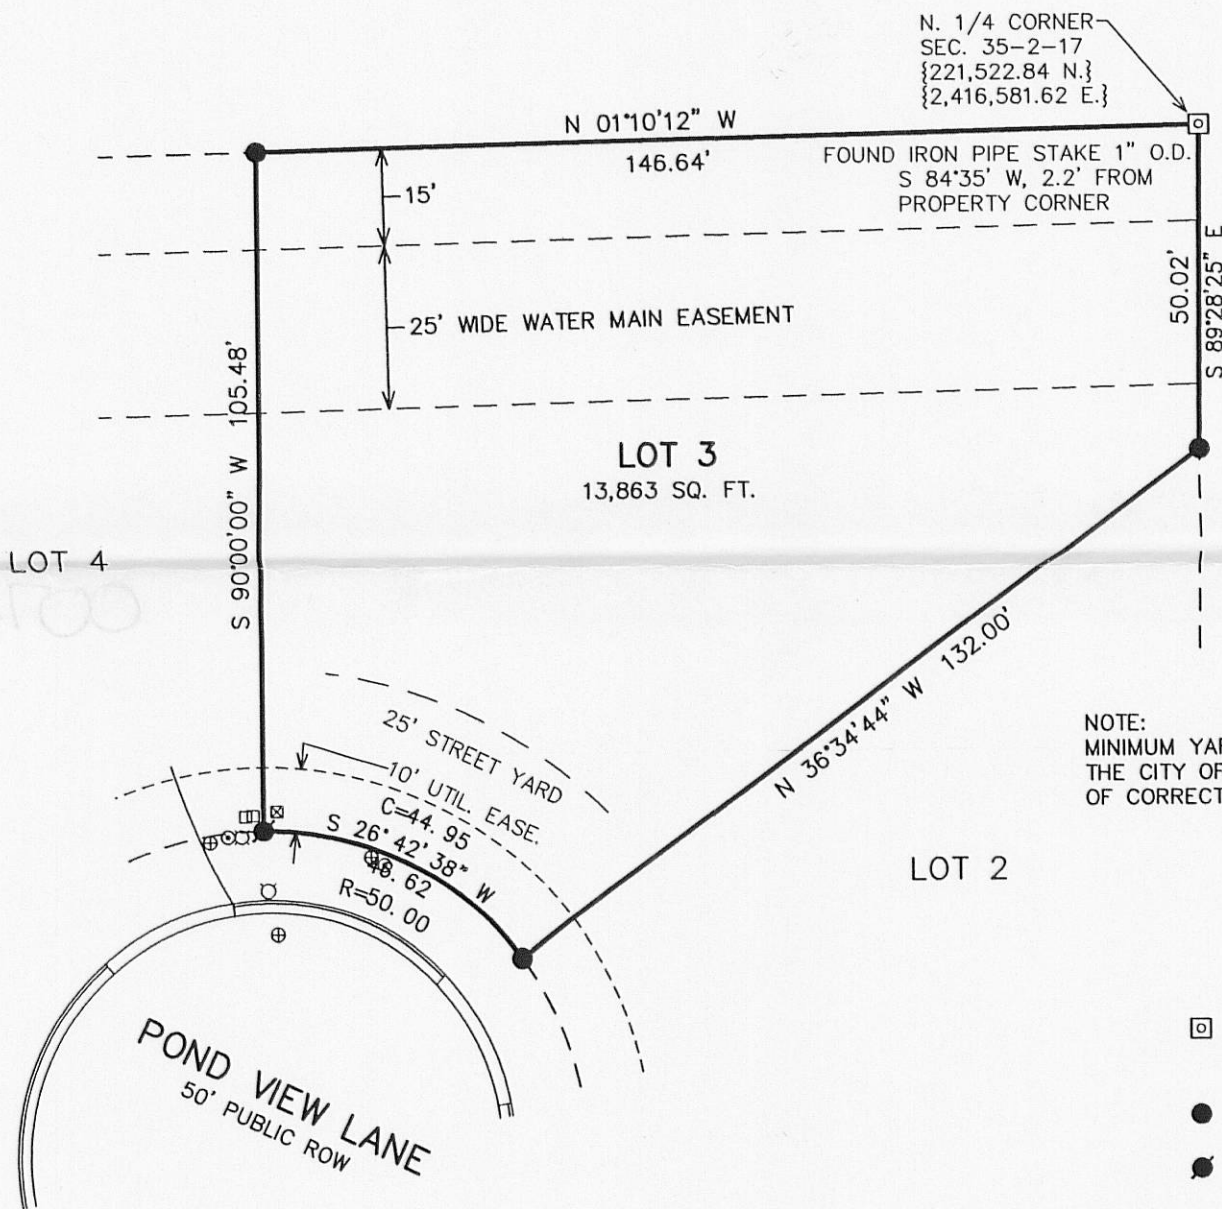 N. 1/4 CORNER
SEC. 35-2-17
{221,522.84 N.}
{2,416,581.62 E.}
N 01°10'12" W
146.64'
FOUND IRON PIPE STAKE 1" O.D.
S 84°35' W, 2.2' FROM
PROPERTY CORNER
15'
50.02'
S 89°28'25" E
25' WIDE WATER MAIN EASEMENT
S 90°00'00" W 105.48'
LOT 3
13,863 SQ. FT.
LOT 4
N 36°34'44" W 132.00'
25' STREET YARD
10' UTIL. EASE.
C=44.95
S 26°42'38" W
R=50.00
NOTE:
MINIMUM
THE CITY OF
LOT 2
POND VIEW LANE
50' PUBLIC ROW